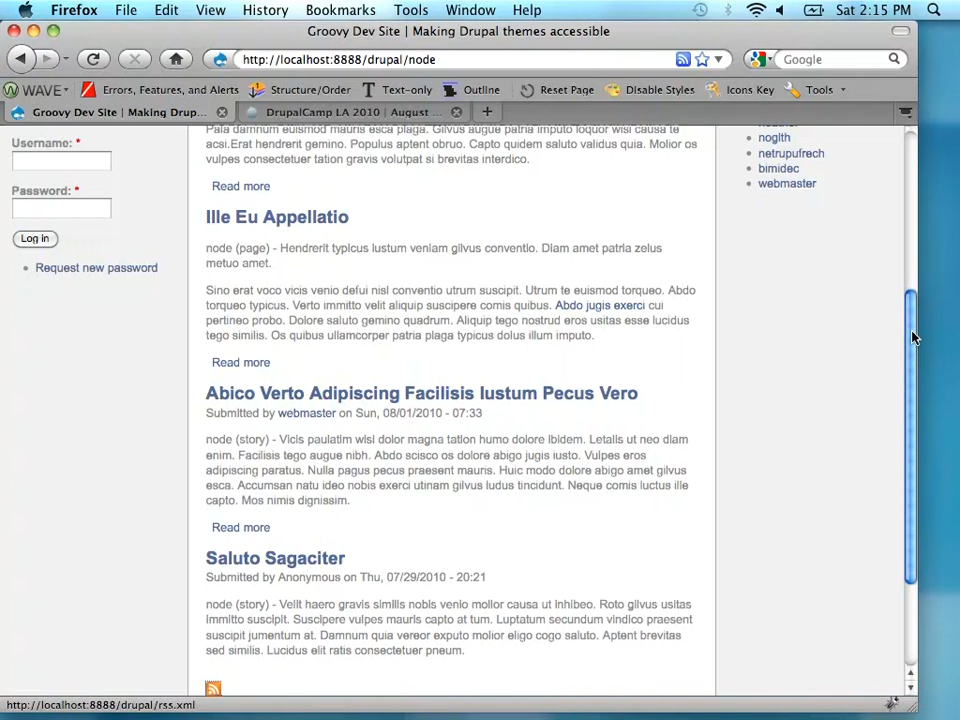 Firefox File Edit View History Bookmarks Tools Window Help Sat 2:15 PM
Groovy Dev Site | Making Drupal themes accessible
http://localhost:8888/drupal/node
Google
WAVE Errors, Features, and Alerts Structure/Order Text-only Outline Reset Page Disable Styles Icons Key Tools
Groovy Dev Site | Making Drup...
DrupalCamp LA 2010 | August ...
Username: *
Password: *
Log in
Request new password
Pala damnum euismod mauris esca plaga. Gilvus augue patria imputo loquor wisi causa te
acsi.Erat hendrerit gemino. Populus aptent obruo. Capto quidem saluto validus quia. Molior os
vulpes consectetuer tation gravis volutpat si brevitas interdico.
Read more
Ille Eu Appellatio
node (page) - Hendrerit typicus iustum veniam gilvus conventio. Diam amet patria zelus
metuo amet.
Sino erat voco vicis venio defui nisl conventio utrum suscipit. Utrum te euismod torqueo. Abdo
torqueo typicus. Verto immitto velit aliquip suscipere comis quibus. Abdo jugis exerci cui
pertineo probo. Dolore saluto gemino quadrum. Aliquip tego nostrud eros usitas esse lucidus
tego similis. Os quibus ullamcorper patria plaga typicus dolus illum imputo.
Read more
Abico Verto Adipiscing Facilisis Iustum Pecus Vero
Submitted by webmaster on Sun, 08/01/2010 - 07:33
node (story) - Vicis paulatim wisi dolor magna tation humo dolore ibidem. Letalis ut neo diam
enim. Facilisis tego augue nibh. Abdo scisco os dolore abigo jugis iusto. Vulpes eros
adipiscing paratus. Nulla pagus pecus praesent mauris. Huic modo dolore abigo amet gilvus
esca. Accumsan natu ideo nobis exerci utinam gilvus ludus tincidunt. Neque comis luctus ille
capto. Mos nimis dignissim.
Read more
Saluto Sagaciter
Submitted by Anonymous on Thu, 07/29/2010 - 20:21
node (story) - Velit haero gravis similis nobis venio molior causa ut inhibeo. Roto gilvus usitas
immitto suscipit. Suscipere vulpes mauris capto at tum. Luptatum secundum vindico praesent
suscipit jumentum at. Damnum quia vereor exputo molior eligo cogo saluto. Aptent brevitas
sed similis. Lucidus elit ratis consectetuer pneum.
noglth
netrupufrech
bimidec
webmaster
http://localhost:8888/drupal/rss.xml